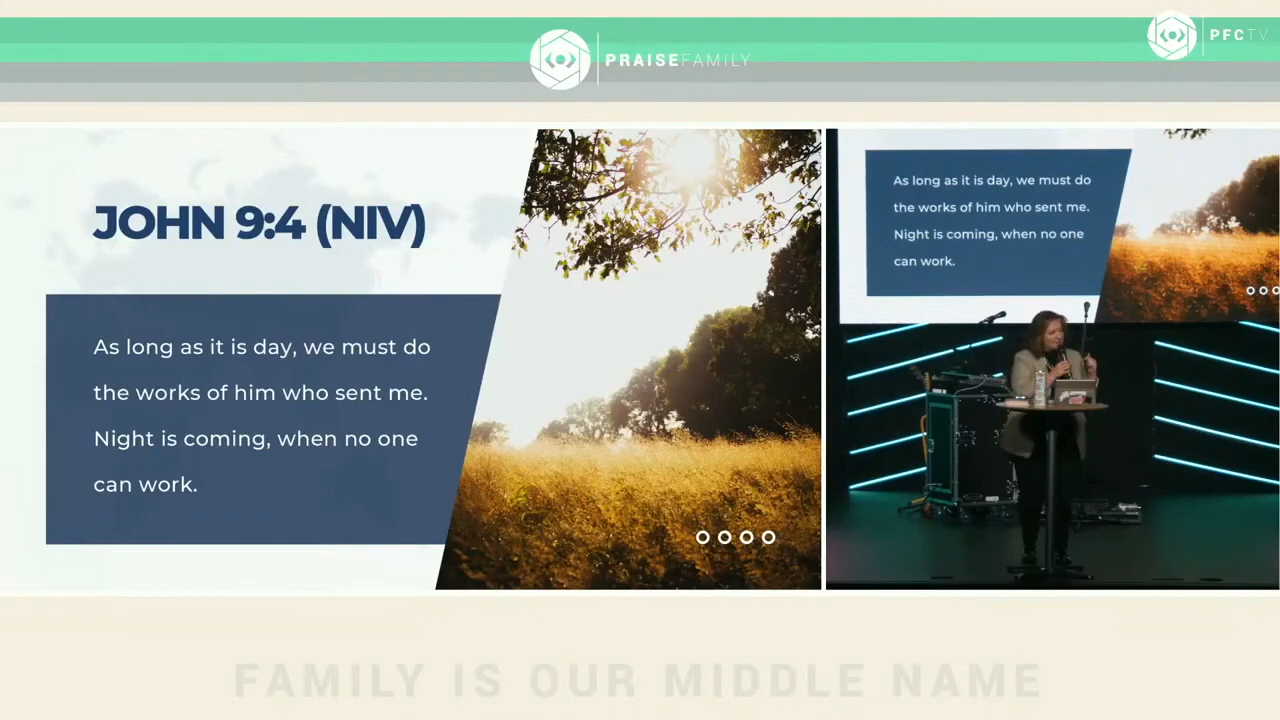 PRAISEFAMILY
PFCTV
JOHN 9:4 (NIV)
As long as it is day, we must do
the works of him who sent me.
Night is coming, when no one
can work.
As long as it is day, we must do
the works of him who sent me.
Night is coming, when no one
can work.
FAMILY IS OUR MIDDLE NAME